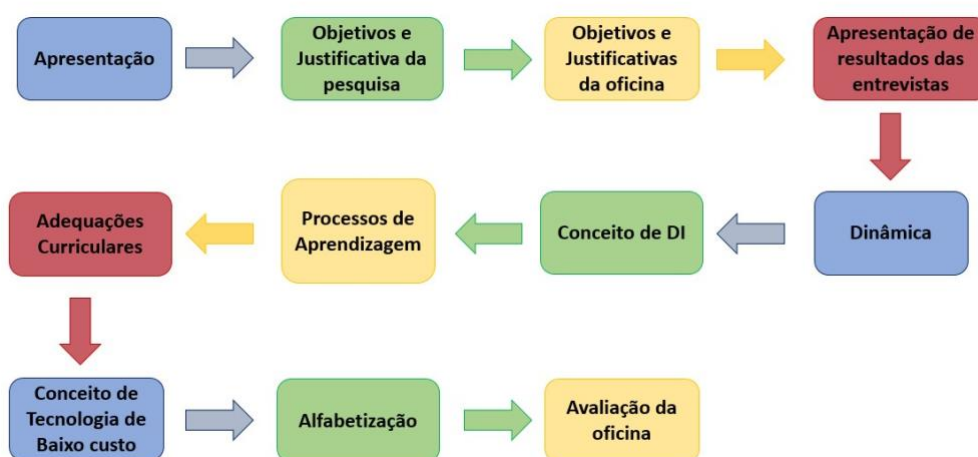 Apresentação
Objetivos e
Justificativa da
pesquisa
Objetivos e
Justificativas
da oficina
Apresentação de
resultados das
entrevistas
Dinâmica
Conceito de DI
Processos de
Aprendizagem
Adequações
Curriculares
Conceito de
Tecnologia de
Baixo custo
Alfabetização
Avaliação da
oficina